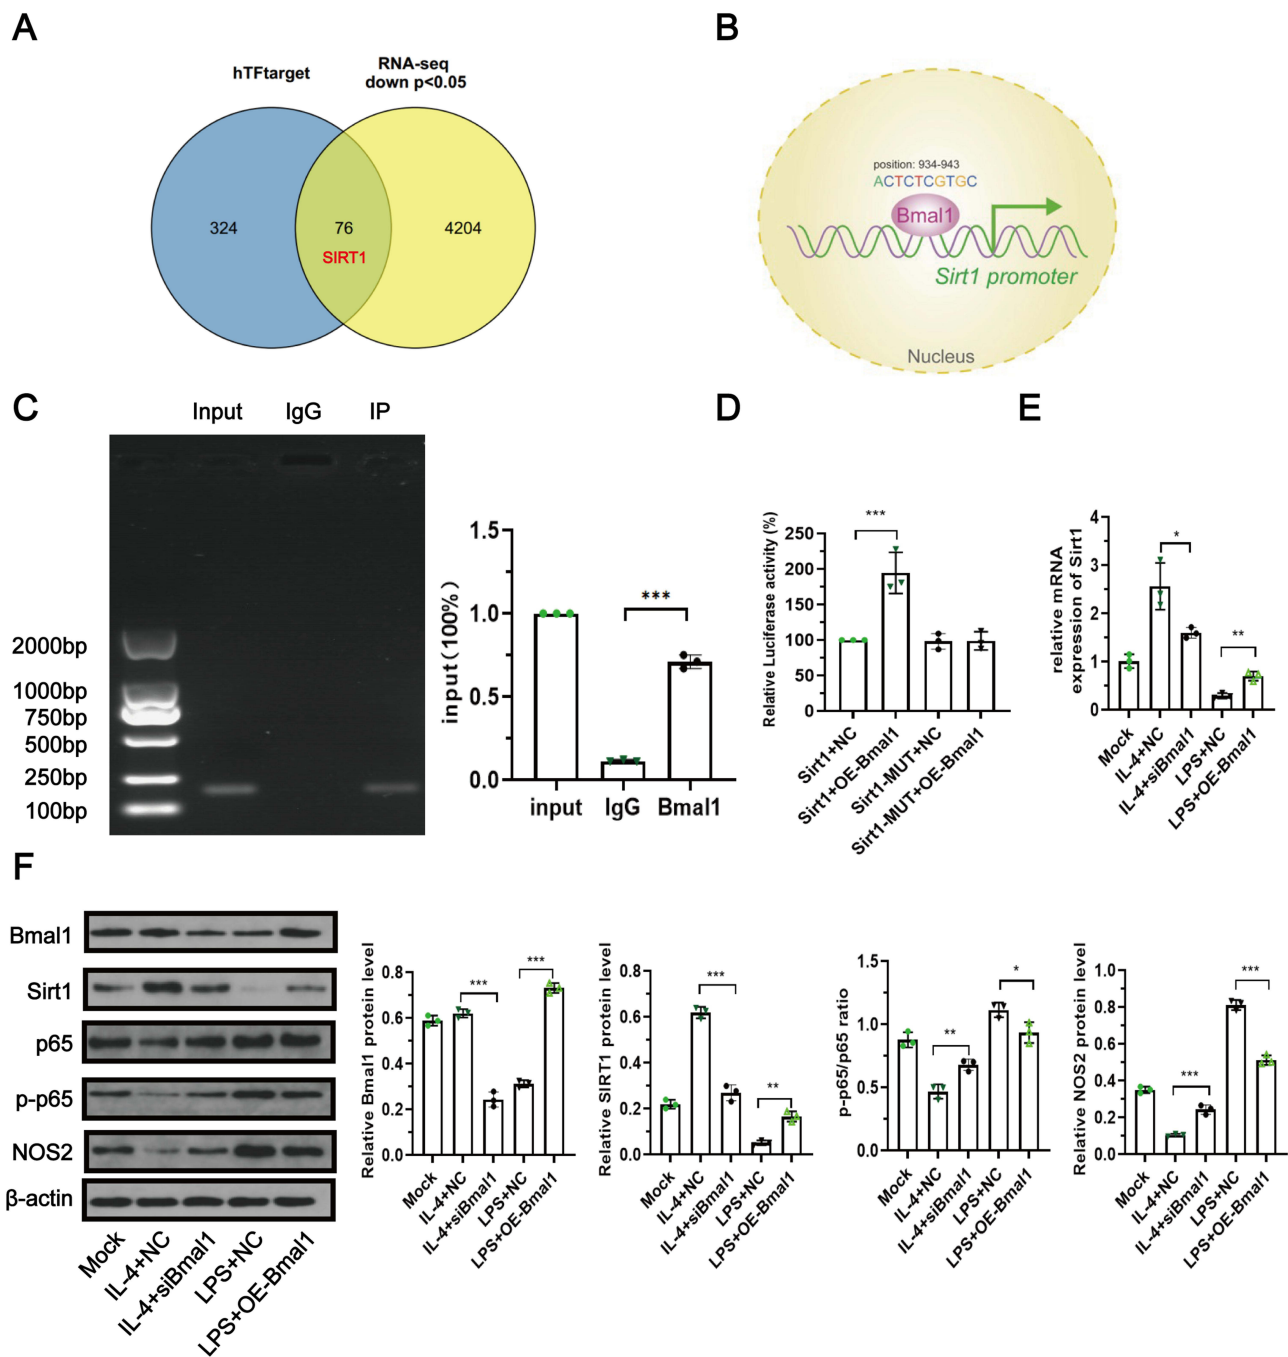 A
hTFtarget
RNA-seq
down p<0.05
324
76
4204
SIRT1
B
position: 934-943
ACTCTCGTGC
Bmal1
Sirt1 promoter
Nucleus
C
Input IgG IP
2000bp
1000bp
750bp
500bp
250bp
100bp
input (100%)
1.5
1.0
0.5
0.0
***
input IgG Bmal1
D
Relative Luciferase activity (%)
250
200
150
100
50
0
***
Sirt1+NC
Sirt1+OE-Bmal1
Sirt1-MUT+NC
Sirt1-MUT+OE-Bmal1
E
relative mRNA
expression of Sirt1
4
3
2
1
0
*
**
Mock
IL-4+NC
IL-4+siBmal1
LPS+NC
LPS+OE-Bmal1
F
Bmal1
Sirt1
p65
p-p65
NOS2
β-actin
Mock
IL-4+NC
IL-4+siBmal1
LPS+NC
LPS+OE-Bmal1
Relative Bmal1 protein level
0.8
0.6
0.4
0.2
0.0
***
***
Mock
IL-4+NC
IL-4+siBmal1
LPS+NC
LPS+OE-Bmal1
Relative SIRT1 protein level
0.8
0.6
0.4
0.2
0.0
***
**
Mock
IL-4+NC
IL-4+siBmal1
LPS+NC
LPS+OE-Bmal1
p-p65/p65 ratio
1.5
1.0
0.5
0.0
**
*
Mock
IL-4+NC
IL-4+siBmal1
LPS+NC
LPS+OE-Bmal1
Relative NOS2 protein level
1.0
0.8
0.6
0.4
0.2
0.0
***
***
Mock
IL-4+NC
IL-4+siBmal1
LPS+NC
LPS+OE-Bmal1